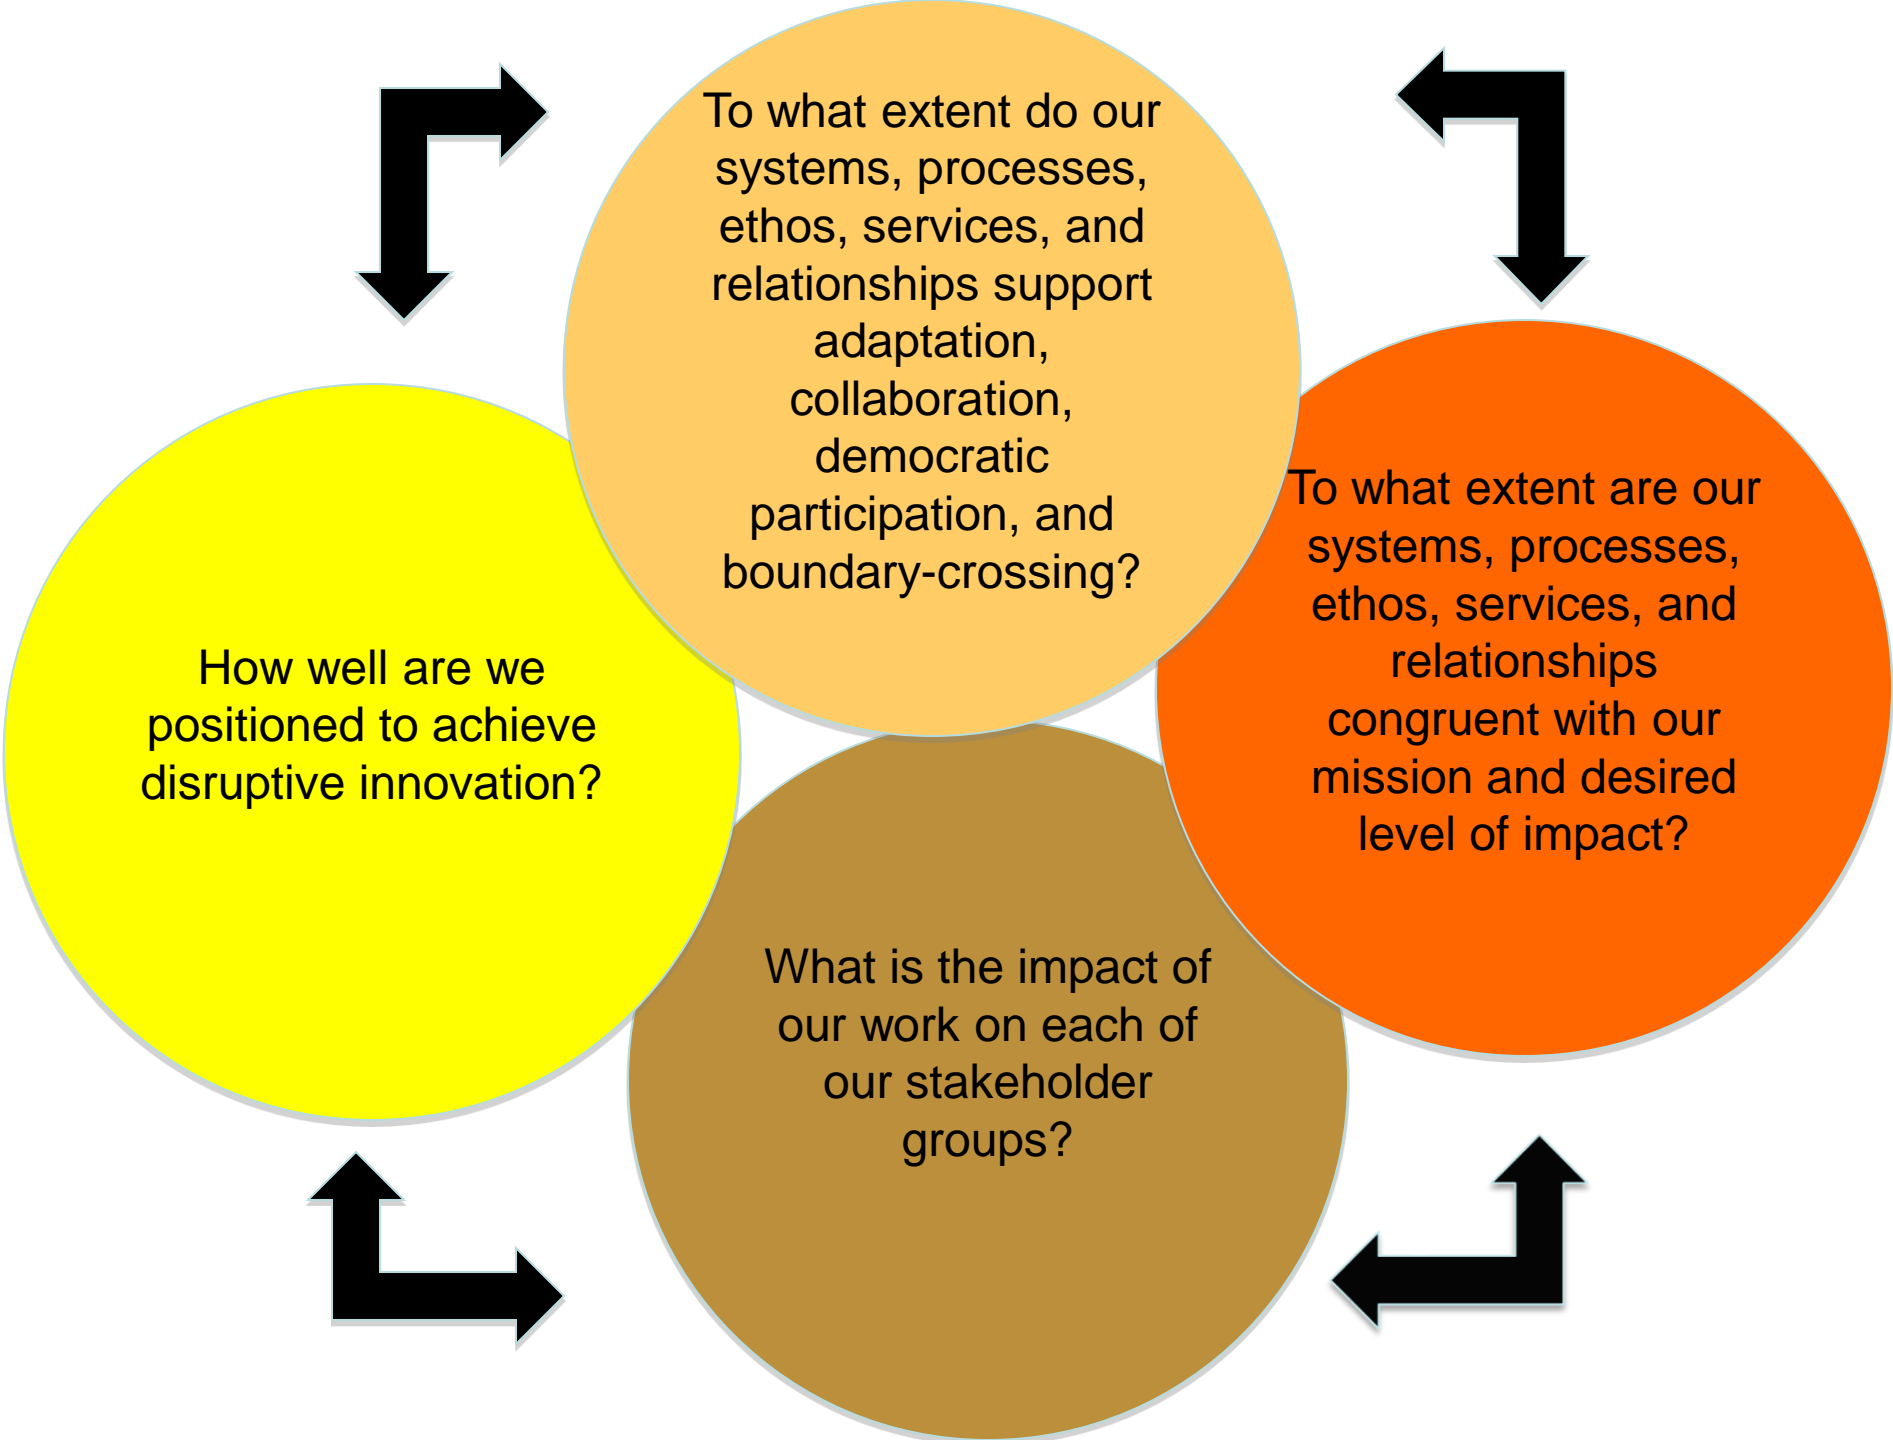 To what extent do our
systems, processes,
ethos, services, and
relationships support
adaptation,
collaboration,
democratic
participation, and
boundary-crossing?
To what extent are our
systems, processes,
ethos, services, and
relationships
congruent with our
mission and desired
level of impact?
How well are we
positioned to achieve
disruptive innovation?
What is the impact of
our work on each of
our stakeholder
groups?